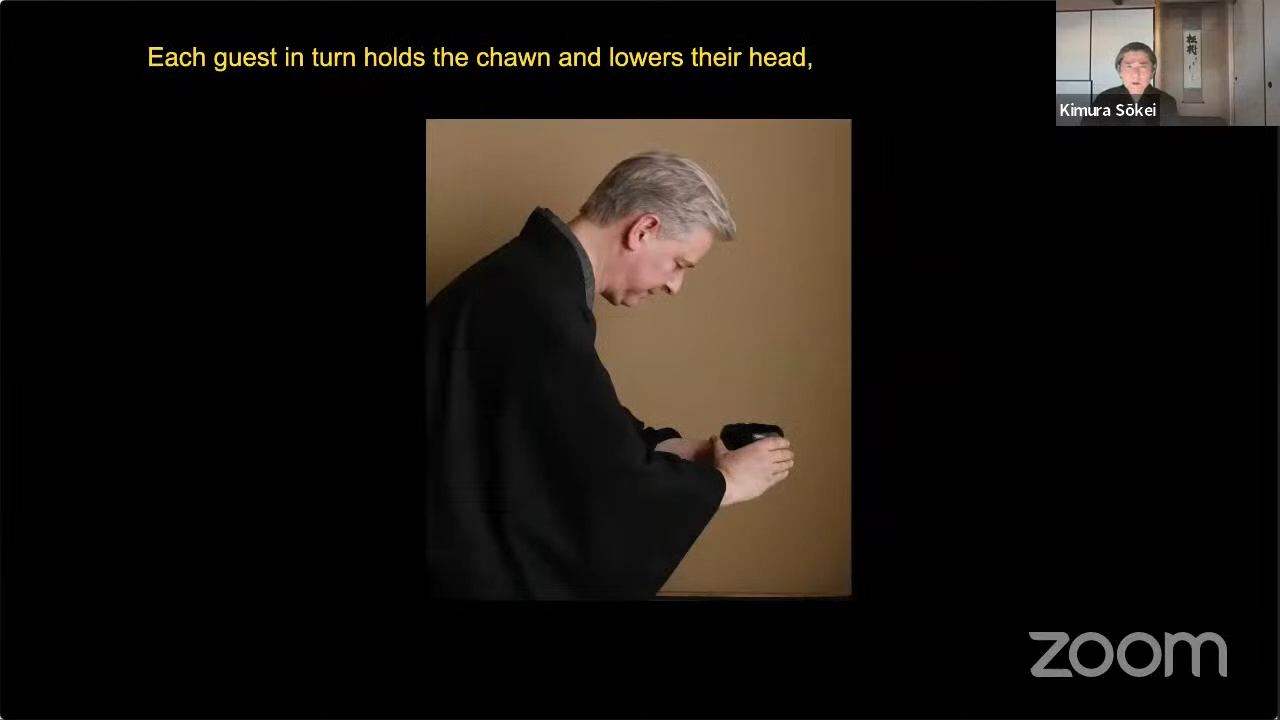 Each guest in turn holds the chawn and lowers their head,
Kimura Sōkei
zoom